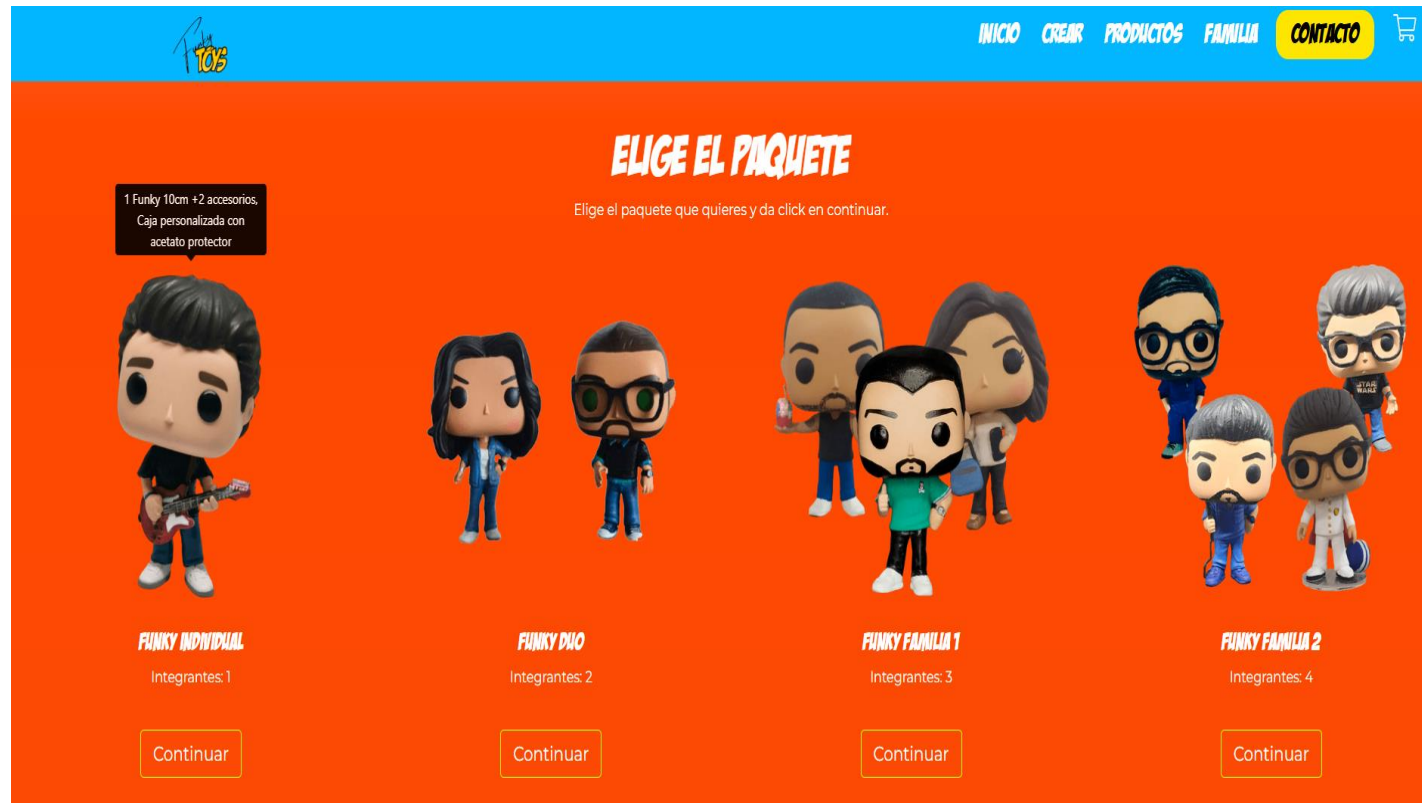 Funky
TOYS
INICIO CREAR PRODUCTOS FAMILIA CONTACTO
ELIGE EL PAQUETE
Elige el paquete que quieres y da click en continuar.
1 Funky 10cm +2 accesorios,
Caja personalizada con
acetato protector
STAR
WARS
FUNKY INDIVIDUAL FUNKY DUO FUNKY FAMILIA 1 FUNKY FAMILIA 2
Integrantes: 1 Integrantes: 2 Integrantes: 3 Integrantes: 4
Continuar Continuar Continuar Continuar